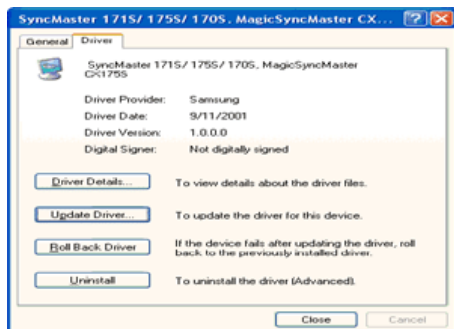 SyncMaster 171S/ 175S/ 170S, MagicSyncMaster CX...
General Driver
SyncMaster 171S/ 175S/ 170S, MagicSyncMaster
CX175S
Driver Provider: Samsung
Driver Date: 9/11/2001
Driver Version: 1.0.0.0
Digital Signer: Not digitally signed
Driver Details... To view details about the driver files.
Update Driver... To update the driver for this device.
Roll Back Driver If the device fails after updating the driver, roll
back to the previously installed driver.
Uninstall To uninstall the driver (Advanced).
Close Cancel